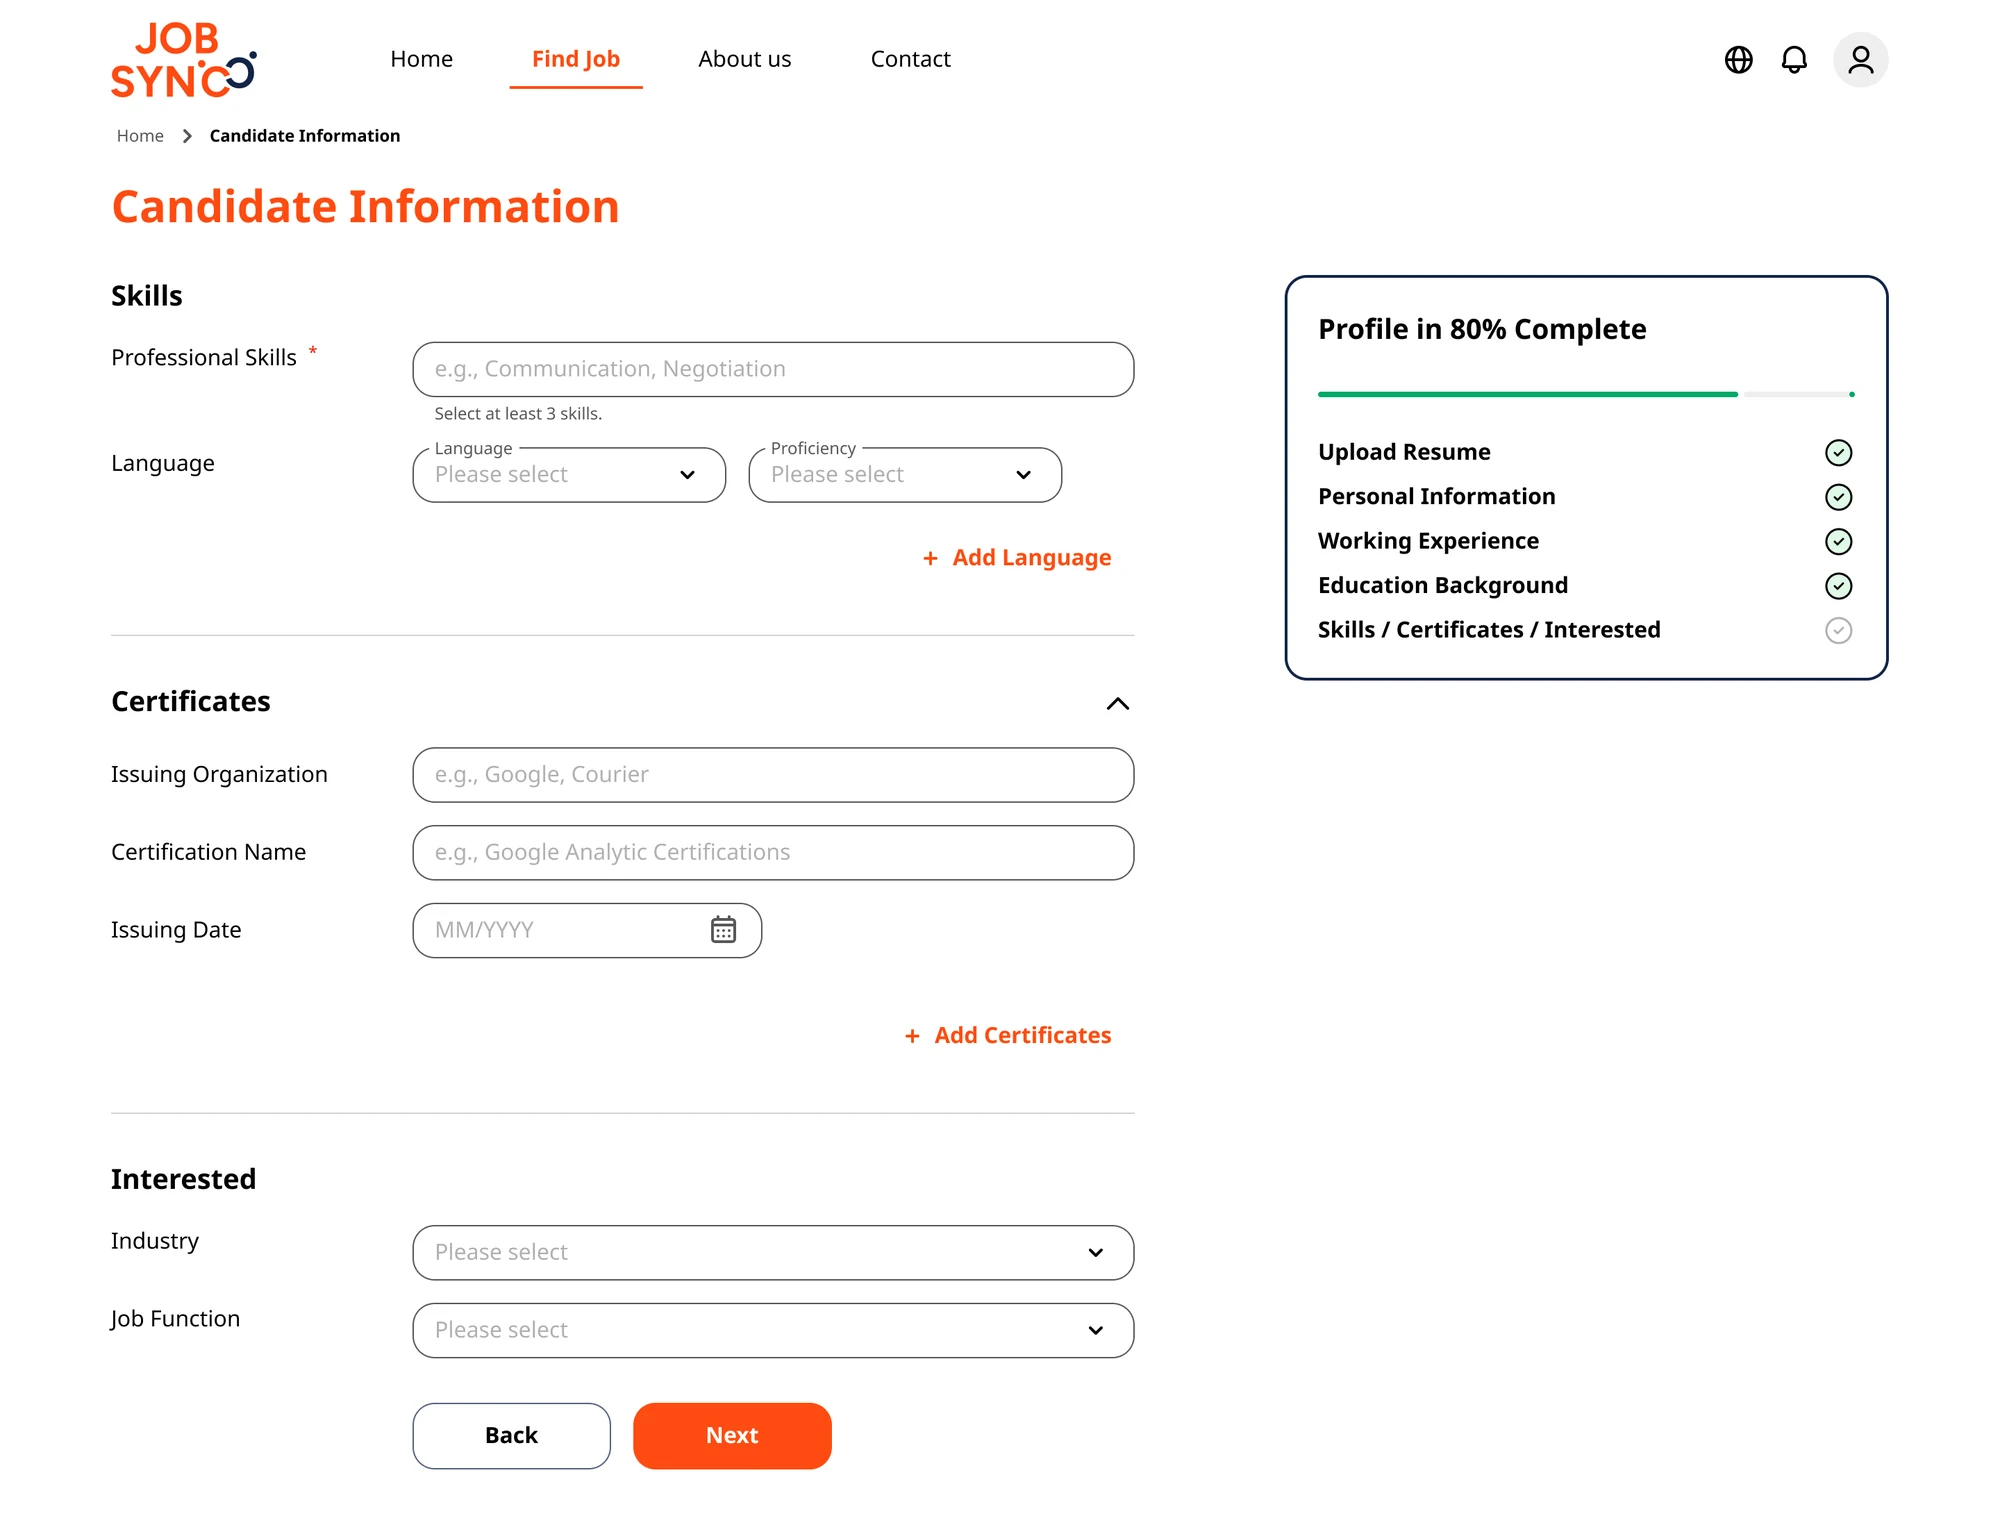 JOB
SYNC
Home
Find Job
About us
Contact
Home
Candidate Information
Candidate Information
Skills
Professional Skills *
e.g., Communication, Negotiation
Select at least 3 skills.
Language
Language
Please select
Proficiency
Please select
+ Add Language
Certificates
Issuing Organization
e.g., Google, Courier
Certification Name
e.g., Google Analytic Certifications
Issuing Date
MM/YYYY
+ Add Certificates
Interested
Industry
Please select
Job Function
Please select
Back
Next
Profile in 80% Complete
Upload Resume
Personal Information
Working Experience
Education Background
Skills / Certificates / Interested